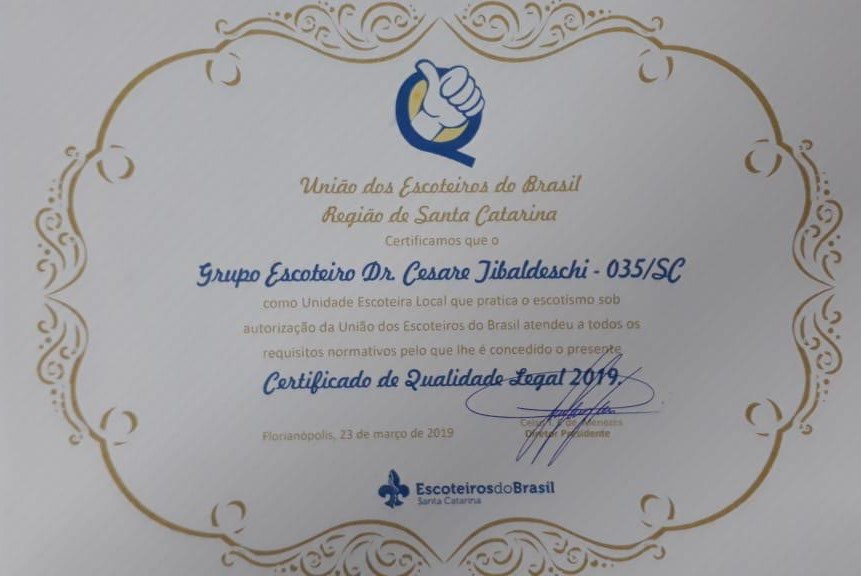 União dos Escoteiros do Brasil
Região de Santa Catarina
Certificamos que o
Grupo Escoteiro Dr. Cesare Tibaldeschi - 035/SC
como Unidade Escoteira Local que pratica o escotismo sob
autorização da União dos Escoteiros do Brasil atendeu a todos os
requisitos normativos pelo que lhe é concedido o presente
Certificado de Qualidade Legal 2019.
Florianópolis, 23 de março de 2019
Diretor Presidente
EscoteirosdoBrasil
Santa Catarina